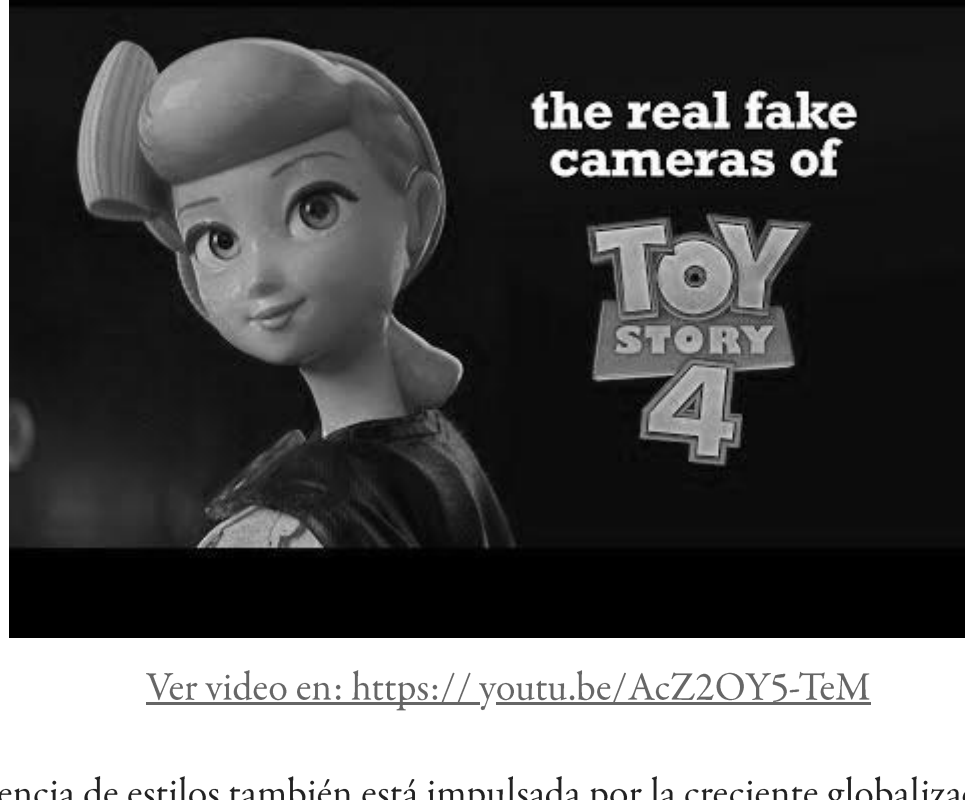 the real fake
cameras of
TOY
STORY
4
Ver video en: https:// youtu.be/AcZ2OY5-TeM
de estilos también está impulsada por la creciente